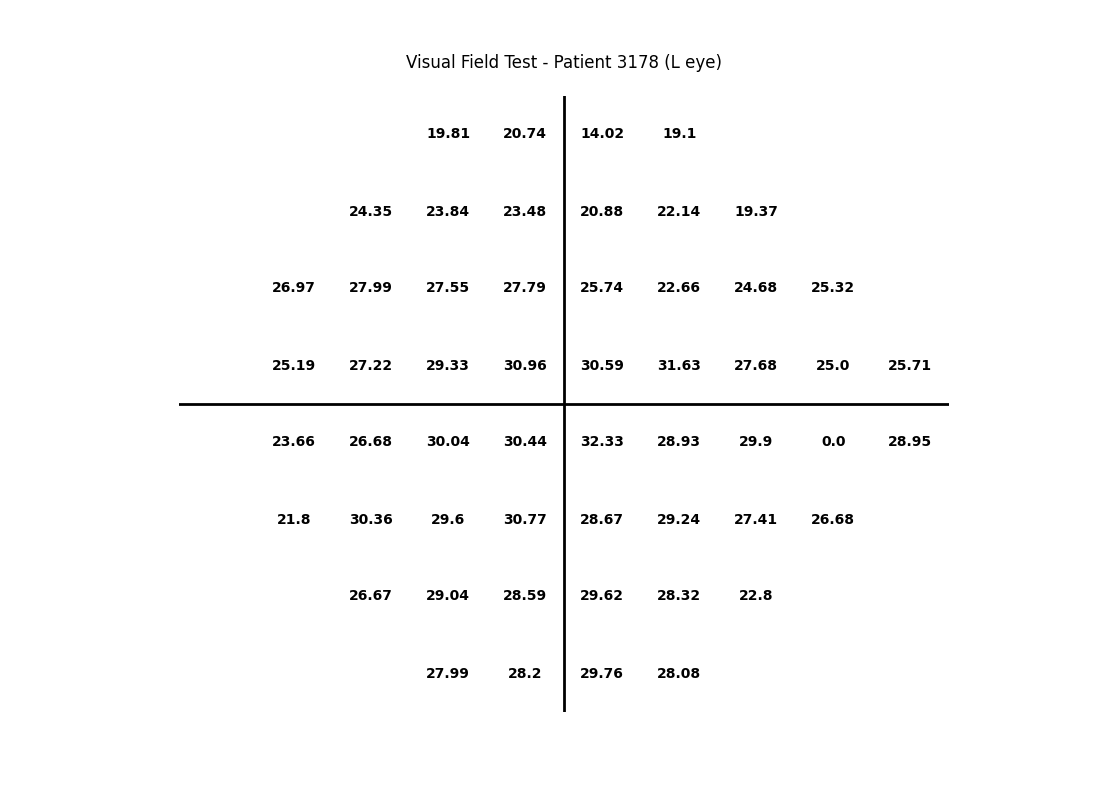 Visual Field Test - Patient 3178 (L eye)
19.81 20.74 14.02 19.1
24.35 23.84 23.48 20.88 22.14 19.37
26.97 27.99 27.55 27.79 25.74 22.66 24.68 25.32
25.19 27.22 29.33 30.96 30.59 31.63 27.68 25.0 25.71
23.66 26.68 30.04 30.44 32.33 28.93 29.9 0.0 28.95
21.8 30.36 29.6 30.77 28.67 29.24 27.41 26.68
26.67 29.04 28.59 29.62 28.32 22.8
27.99 28.2 29.76 28.08